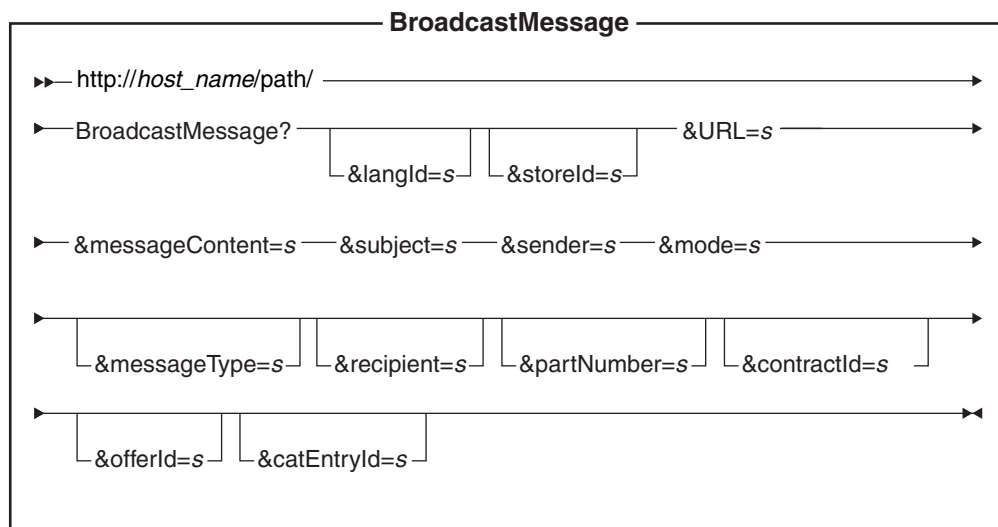 BroadcastMessage
http://host_name/path/
BroadcastMessage? &URL=s
&langId=s &storeId=s
&messageContent=s &subject=s &sender=s &mode=s
&messageType=s &recipient=s &partNumber=s &contractId=s
&offerId=s &catEntryId=s